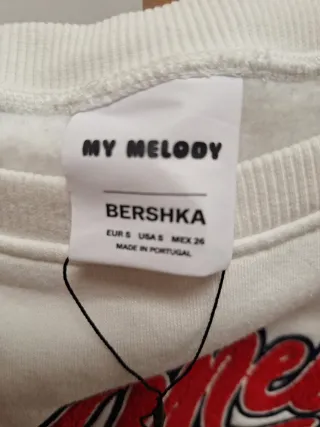 MY MELODY
BERSHKA
EUR S USA S MEX 26
MADE IN PORTUGAL